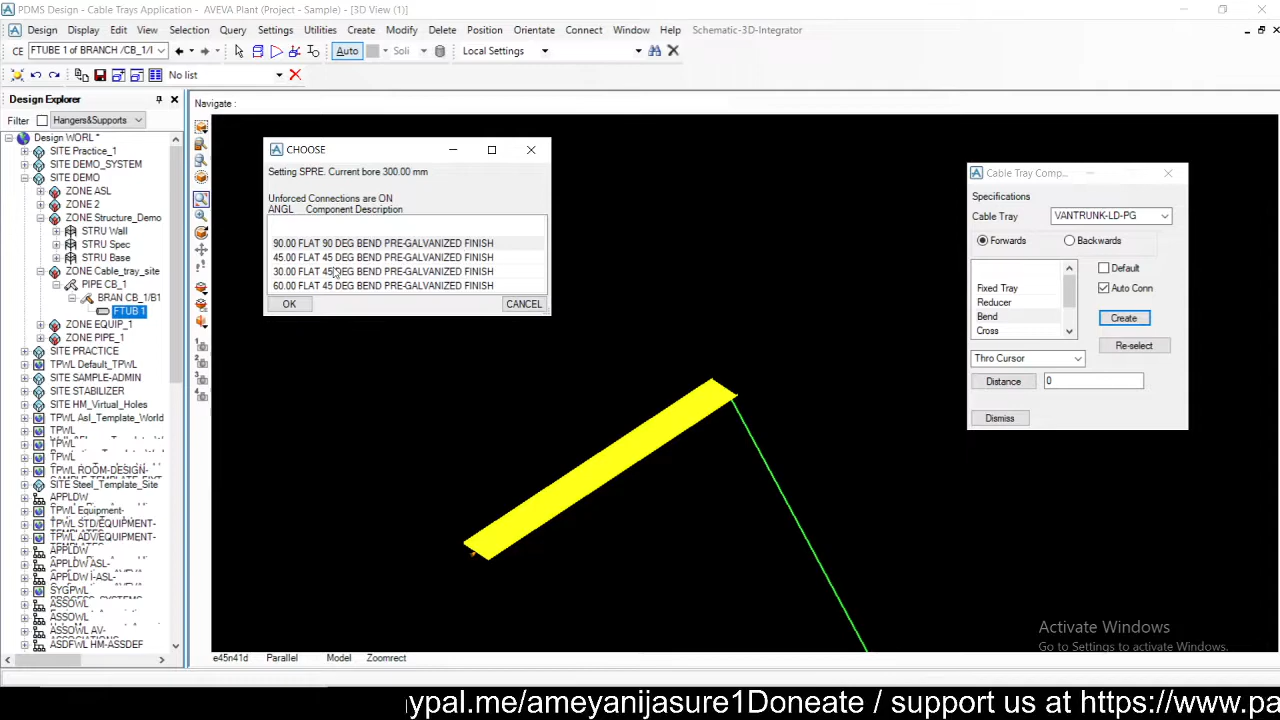 PDMS Design - Cable Trays Application - AVEVA Plant (Project - Sample) - [3D View (1)]
Design Display Edit View Selection Query Settings Utilities Create Modify Delete Position Orientate Connect Window Help Schematic-3D-Integrator
CE FTUBE 1 of BRANCH /CB_1/I Auto Soli Local Settings
No list
Design Explorer
Navigate :
Filter Hangers&Supports
Design WORL *
SITE Practice_1
SITE DEMO_SYSTEM
SITE DEMO
ZONE ASL
ZONE 2
ZONE Structure_Demo
STRU Wall
STRU Spec
STRU Base
ZONE Cable_tray_site
PIPE CB_1
BRAN CB_1/B1
FTUB 1
ZONE EQUIP_1
ZONE PIPE_1
SITE PRACTICE
TPWL Default_TPWL
SITE SAMPLE-ADMIN
SITE STABILIZER
SITE HM_Virtual_Holes
TPWL Asl_Template_World
TPWL
TPWL
TPWL
TPWL ROOM-DESIGN-
SITE Steel_Template_Site
APPLDW
TPWL Equipment-
TPWL STD/EQUIPMENT-
TPWL ADV/EQUIPMENT-
APPLDW
APPLDW ASL-
APPLDW I-ASL-
SYGPWL
ASSOWL
ASSOWL
ASSOWL AV-
ASDFWL HM-ASSDEF
CHOOSE
Setting SPRE. Current bore 300.00 mm
Unforced Connections are ON
ANGL Component Description
90.00 FLAT 90 DEG BEND PRE-GALVANIZED FINISH
45.00 FLAT 45 DEG BEND PRE-GALVANIZED FINISH
30.00 FLAT 45 DEG BEND PRE-GALVANIZED FINISH
60.00 FLAT 45 DEG BEND PRE-GALVANIZED FINISH
OK CANCEL
Cable Tray Comp...
Specifications
Cable Tray VANTRUNK-LD-PG
Forwards Backwards
Default
Fixed Tray Auto Conn
Reducer
Bend Create
Cross
Re-select
Thro Cursor
Distance 0
Dismiss
Activate Windows
Go to Settings to activate Windows.
e45n41d Parallel Model Zoomrect
ypal.me/ameyanijasure1Doneate / support us at https://www.pa